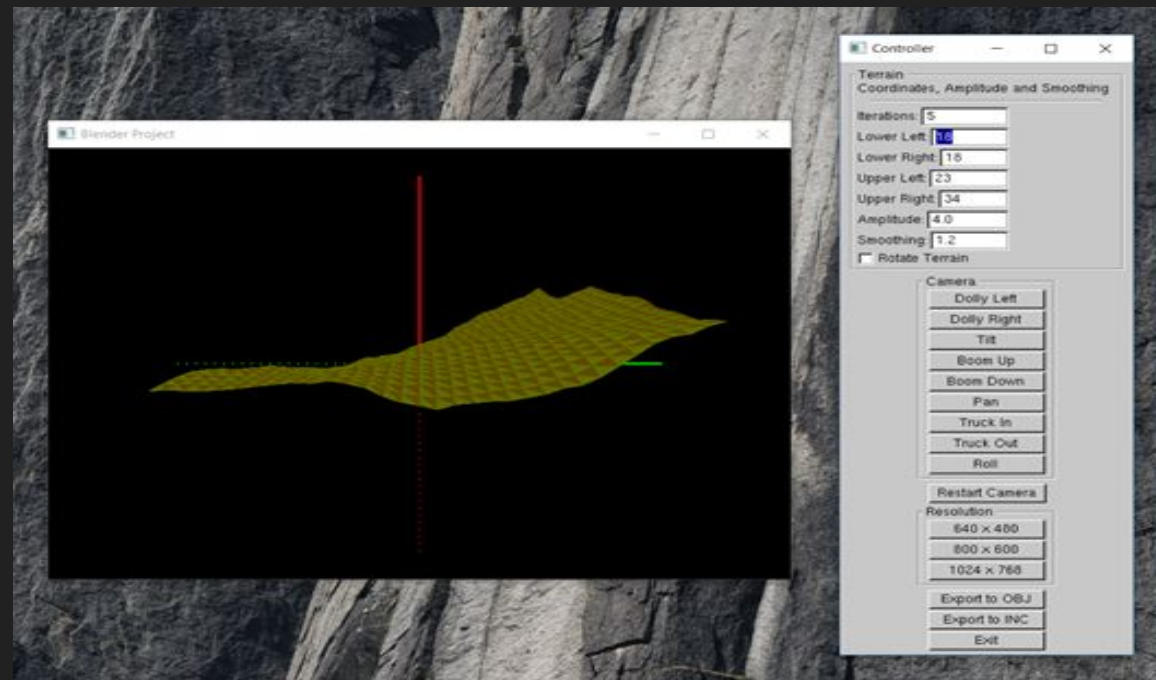 Blender Project
Controller
Terrain
Coordinates, Amplitude and Smoothing
Iterations: 5
Lower Left: 18
Lower Right: 18
Upper Left: 23
Upper Right: 34
Amplitude: 4.0
Smoothing: 1.2
Rotate Terrain
Camera
Dolly Left
Dolly Right
Tilt
Boom Up
Boom Down
Pan
Truck In
Truck Out
Roll
Restart Camera
Resolution
640 x 480
800 x 600
1024 x 768
Export to OBJ
Export to INC
Exit